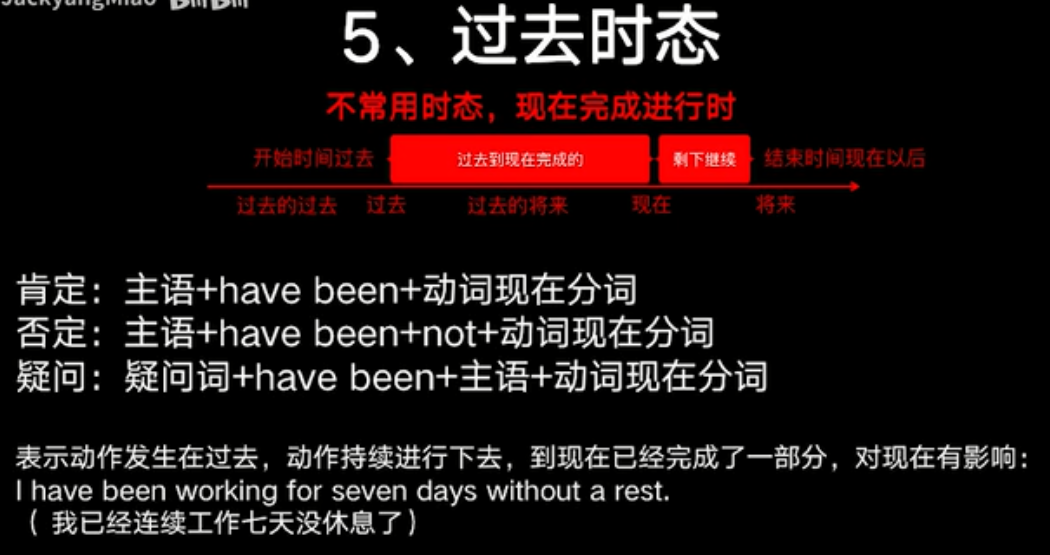 JackyangMiao bilibili
5、过去时态
不常用时态，现在完成进行时
开始时间过去 过去到现在完成的 剩下继续 结束时间现在以后
过去的过去 过去 过去的将来 现在 将来
肯定：主语+have been+动词现在分词
否定：主语+have been+not+动词现在分词
疑问：疑问词+have been+主语+动词现在分词
表示动作发生在过去，动作持续进行下去，到现在已经完成了一部分，对现在有影响：
I have been working for seven days without a rest.
（ 我已经连续工作七天没休息了）